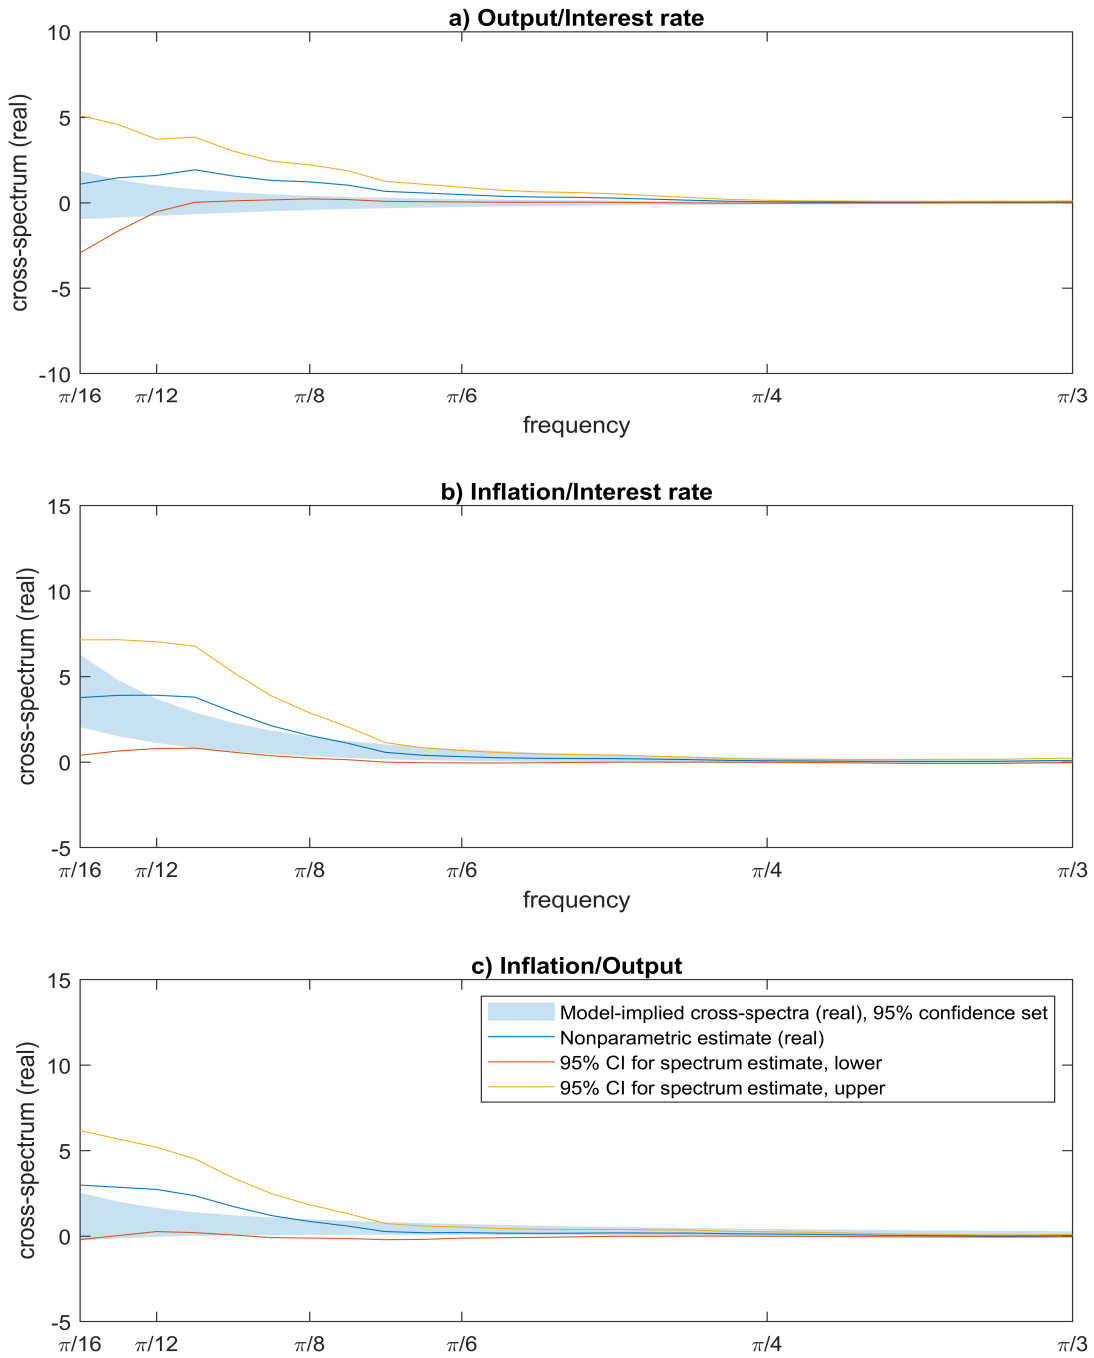 a) Output/Interest rate
cross-spectrum (real)
10
5
0
-5
-10
π/16 π/12 π/8 π/6 π/4 π/3
frequency
b) Inflation/Interest rate
cross-spectrum (real)
15
10
5
0
-5
π/16 π/12 π/8 π/6 π/4 π/3
frequency
c) Inflation/Output
cross-spectrum (real)
15
10
5
0
-5
Model-implied cross-spectra (real), 95% confidence set
Nonparametric estimate (real)
95% CI for spectrum estimate, lower
95% CI for spectrum estimate, upper
π/16 π/12 π/8 π/6 π/4 π/3